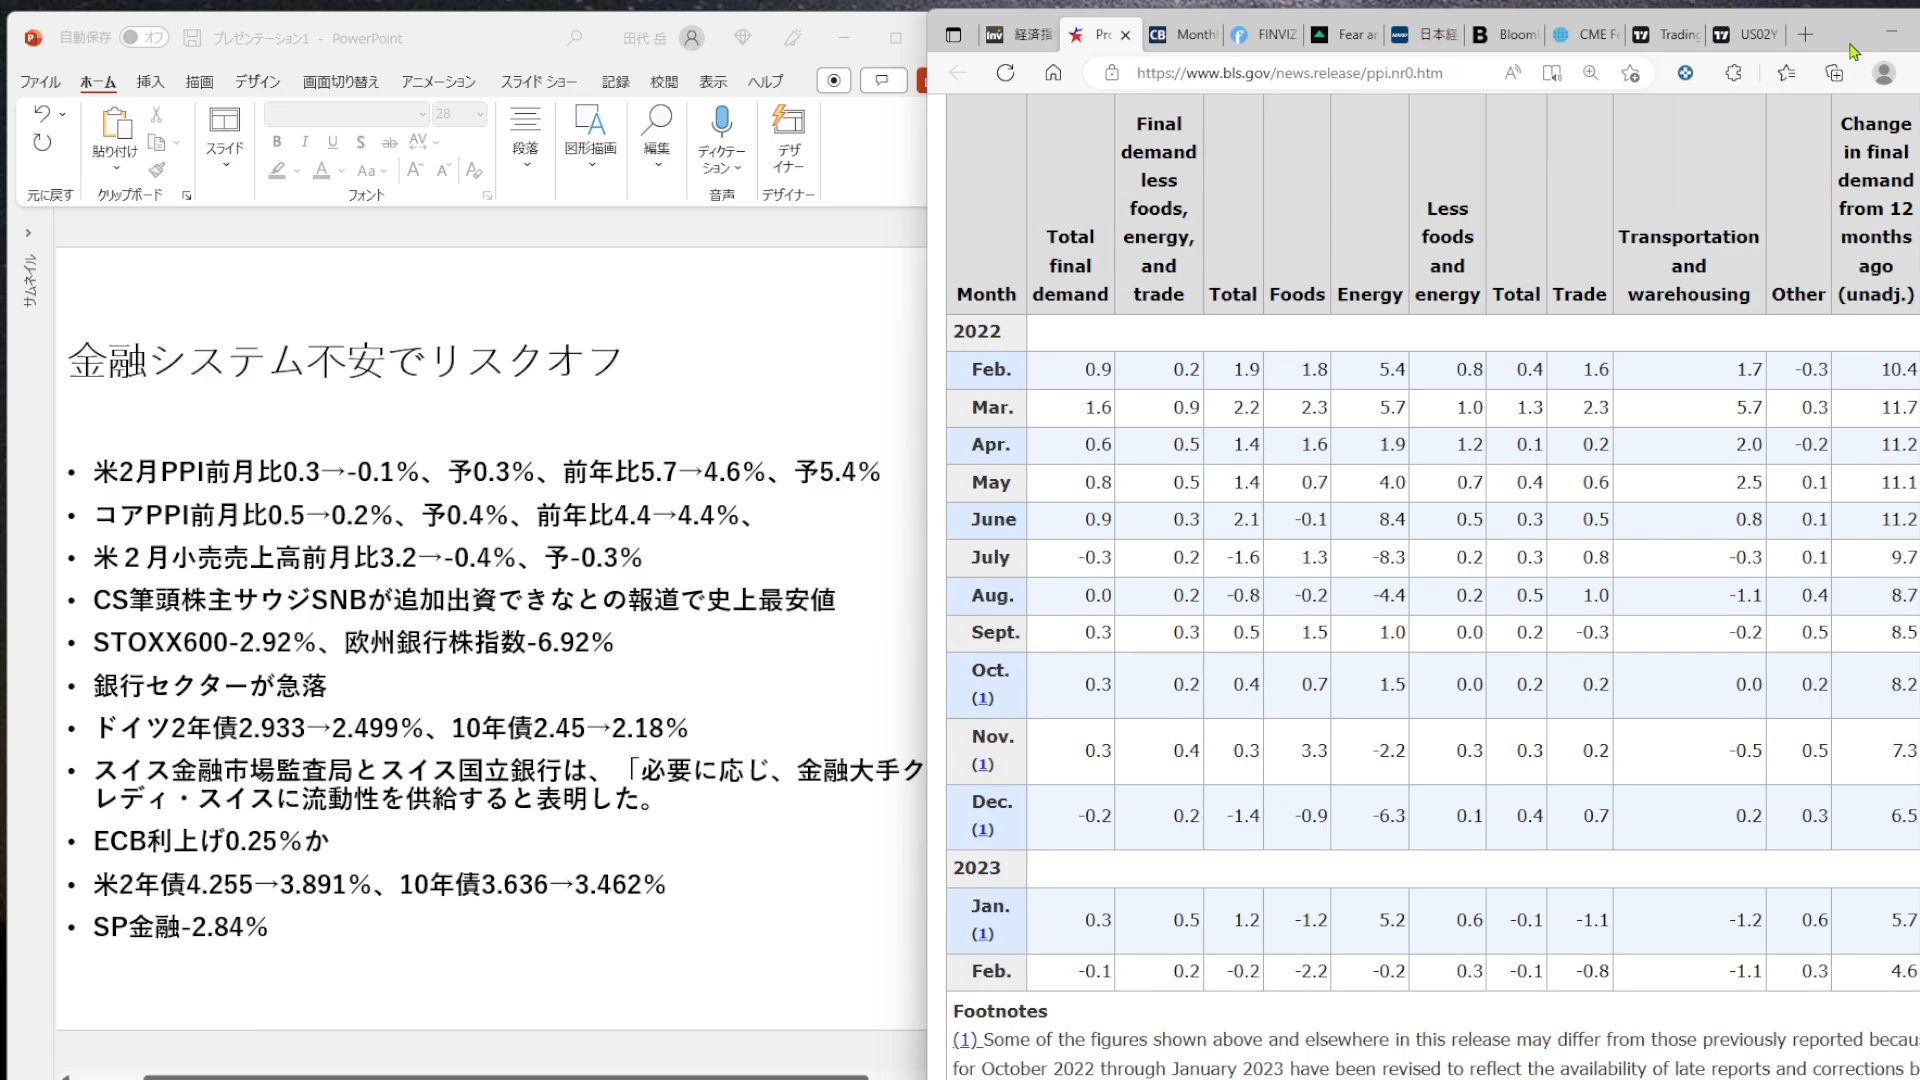 自動保存 オフ プレゼンテーション1 - PowerPoint 田代 岳
ファイル ホーム 挿入 描画 デザイン 画面切り替え アニメーション スライド ショー 記録 校閲 表示 ヘルプ
28
B I U S ab AV
A Aa A A
貼り付け スライド 段落 図形描画 編集 ディクテーション デザイナー
元に戻す クリップボード フォント 音声 デザイナー
サムネイル
金融システム不安でリスクオフ
• 米2月PPI前月比0.3→-0.1%、予0.3%、前年比5.7→4.6%、予5.4%
• コアPPI前月比0.5→0.2%、予0.4%、前年比4.4→4.4%、
• 米２月小売売上高前月比3.2→-0.4%、予-0.3%
• CS筆頭株主サウジSNBが追加出資できなとの報道で史上最安値
• STOXX600-2.92%、欧州銀行株指数-6.92%
• 銀行セクターが急落
• ドイツ2年債2.933→2.499%、10年債2.45→2.18%
• スイス金融市場監査局とスイス国立銀行は、「必要に応じ、金融大手ク
レディ・スイスに流動性を供給すると表明した。
• ECB利上げ0.25%か
• 米2年債4.255→3.891%、10年債3.636→3.462%
• SP金融-2.84%
Inv 経済指 Pro CB Monthl FINVIZ Fear an 日本経 B Bloom CME Fe Trading US02Y
https://www.bls.gov/news.release/ppi.nr0.htm
Month Total final demand Final demand less foods, energy, and trade Total Foods Energy Less foods and energy Total Trade Transportation and warehousing Other Change in final demand from 12 months ago (unadj.)
2022
Feb. 0.9 0.2 1.9 1.8 5.4 0.8 0.4 1.6 1.7 -0.3 10.4
Mar. 1.6 0.9 2.2 2.3 5.7 1.0 1.3 2.3 5.7 0.3 11.7
Apr. 0.6 0.5 1.4 1.6 1.9 1.2 0.1 0.2 2.0 -0.2 11.2
May 0.8 0.5 1.4 0.7 4.0 0.7 0.4 0.6 2.5 0.1 11.1
June 0.9 0.3 2.1 -0.1 8.4 0.5 0.3 0.5 0.8 0.1 11.2
July -0.3 0.2 -1.6 1.3 -8.3 0.2 0.3 0.8 -0.3 0.1 9.7
Aug. 0.0 0.2 -0.8 -0.2 -4.4 0.2 0.5 1.0 -1.1 0.4 8.7
Sept. 0.3 0.3 0.5 1.5 1.0 0.0 0.2 -0.3 -0.2 0.5 8.5
Oct. (1) 0.3 0.2 0.4 0.7 1.5 0.0 0.2 0.2 0.0 0.2 8.2
Nov. (1) 0.3 0.4 0.3 3.3 -2.2 0.3 0.3 0.2 -0.5 0.5 7.3
Dec. (1) -0.2 0.2 -1.4 -0.9 -6.3 0.1 0.4 0.7 0.2 0.3 6.5
2023
Jan. (1) 0.3 0.5 1.2 -1.2 5.2 0.6 -0.1 -1.1 -1.2 0.6 5.7
Feb. -0.1 0.2 -0.2 -2.2 -0.2 0.3 -0.1 -0.8 -1.1 0.3 4.6
Footnotes
(1) Some of the figures shown above and elsewhere in this release may differ from those previously reported becau
for October 2022 through January 2023 have been revised to reflect the availability of late reports and corrections b